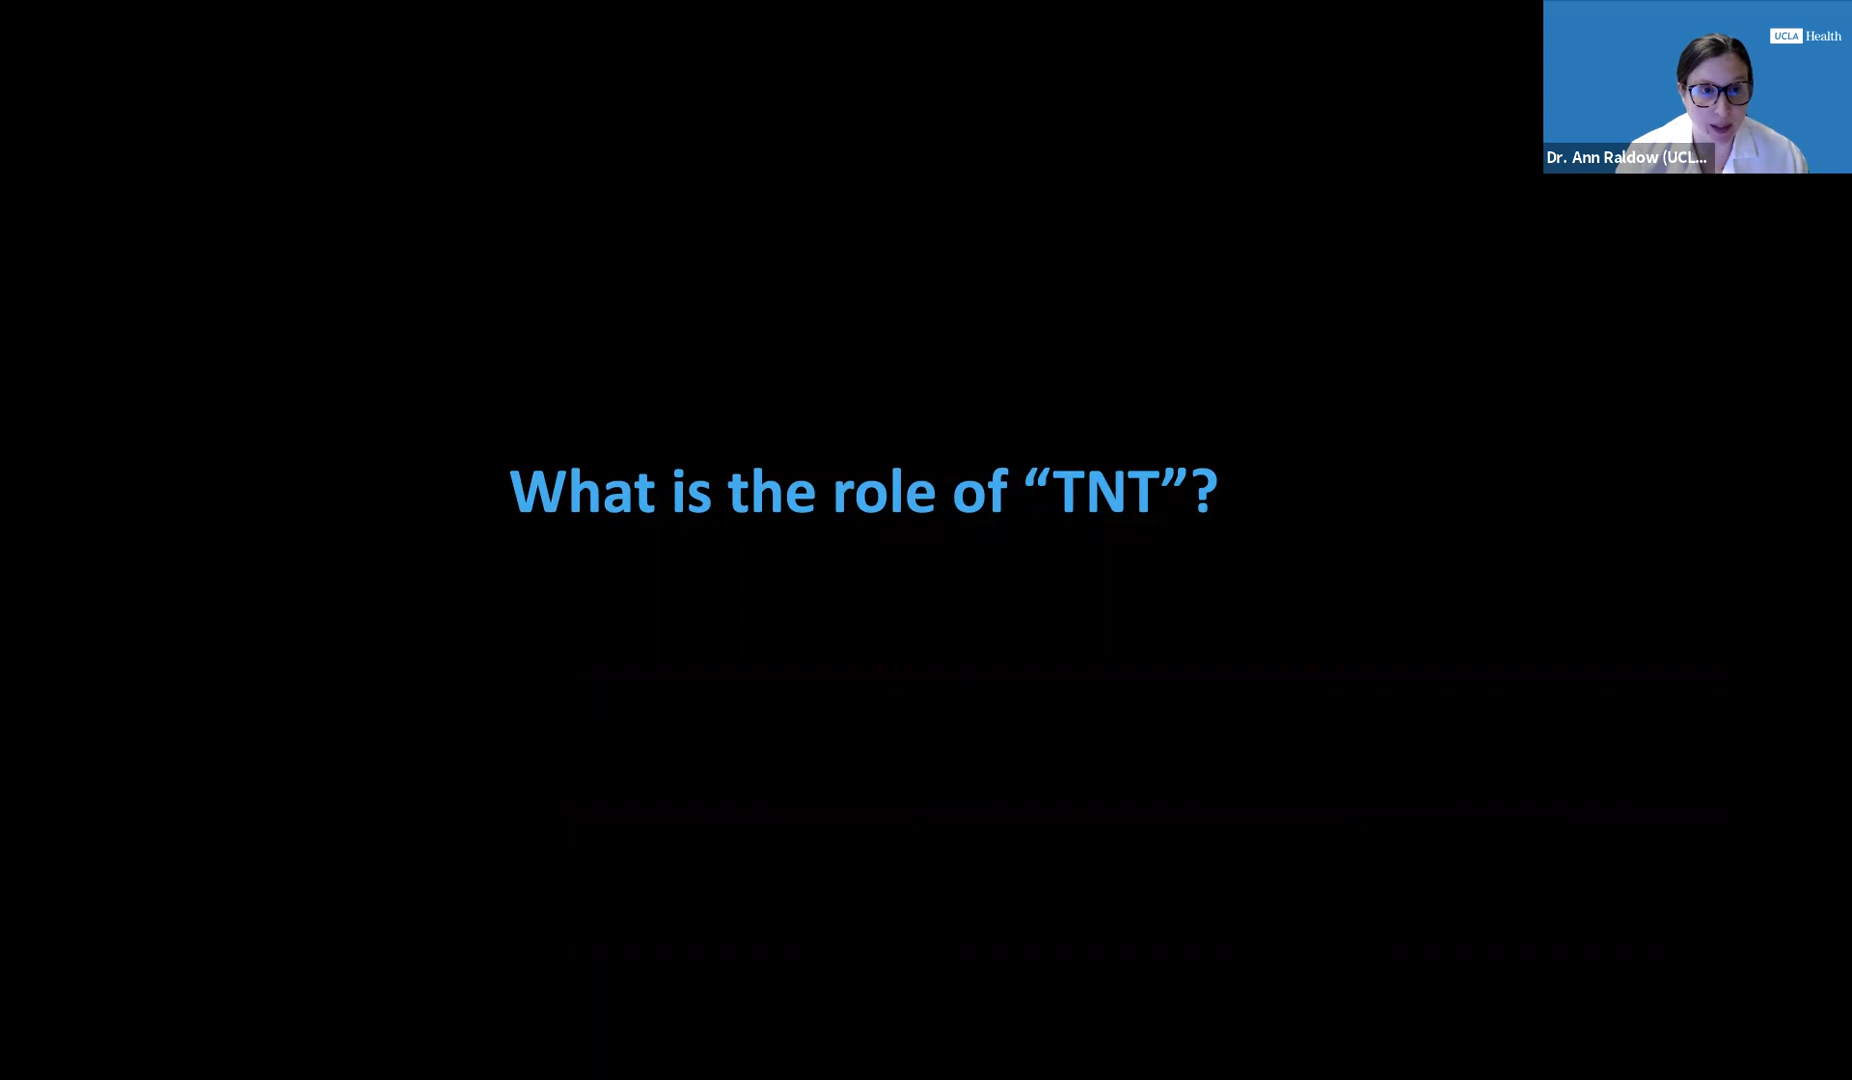 UCLA Health
Dr. Ann Raldow (UCL...
What is the role of “TNT”?